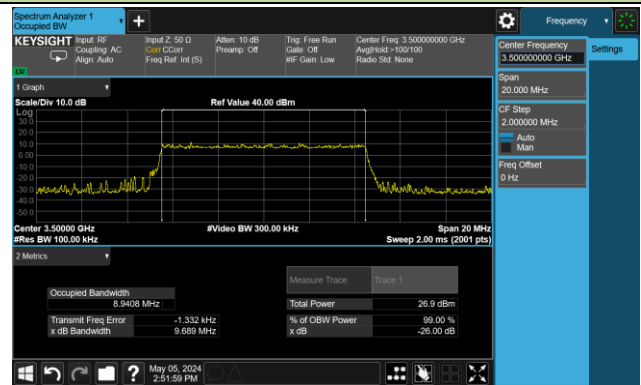 Spectrum Analyzer 1
Occupied BW
Frequency
KEYSIGHT
Input: RF
Coupling: AC
Align: Auto
Input Z: 50 Ω
Corr CCorr
Freq Ref: Int (S)
Atten: 10 dB
Preamp: Off
Trig: Free Run
Gate: Off
#IF Gain: Low
Center Freq: 3.500000000 GHz
Avg|Hold:>100/100
Radio Std: None
Center Frequency
3.500000000 GHz
Settings
Span
20.000 MHz
CF Step
2.000000 MHz
Auto
Man
Freq Offset
0 Hz
LV
1 Graph
Scale/Div 10.0 dB
Ref Value 40.00 dBm
Log
30.0
20.0
10.0
0.00
-10.0
-20.0
-30.0
-40.0
-50.0
Center 3.50000 GHz
#Video BW 300.00 kHz
Span 20 MHz
#Res BW 100.00 kHz
Sweep 2.00 ms (2001 pts)
2 Metrics
Measure Trace
Trace 1
Occupied Bandwidth
8.9408 MHz
Total Power
26.9 dBm
Transmit Freq Error
-1.332 kHz
% of OBW Power
99.00 %
x dB Bandwidth
9.689 MHz
x dB
-26.00 dB
?
May 05, 2024
2:51:59 PM